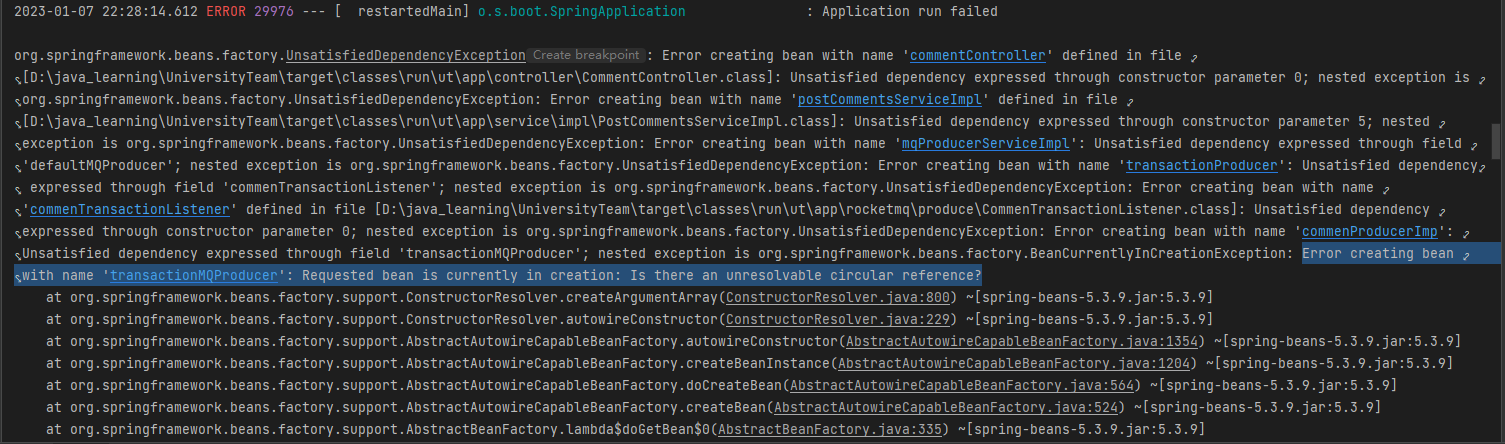 2023-01-07 22:28:14.612 ERROR 29976 --- [  restartedMain] o.s.boot.SpringApplication               : Application run failed
org.springframework.beans.factory.UnsatisfiedDependencyException Create breakpoint : Error creating bean with name 'commentController' defined in file
[D:\java_learning\UniversityTeam\target\classes\run\ut\app\controller\CommentController.class]: Unsatisfied dependency expressed through constructor parameter 0; nested exception is
org.springframework.beans.factory.UnsatisfiedDependencyException: Error creating bean with name 'postCommentsServiceImpl' defined in file
[D:\java_learning\UniversityTeam\target\classes\run\ut\app\service\impl\PostCommentsServiceImpl.class]: Unsatisfied dependency expressed through constructor parameter 5; nested
exception is org.springframework.beans.factory.UnsatisfiedDependencyException: Error creating bean with name 'mqProducerServiceImpl': Unsatisfied dependency expressed through field
'defaultMQProducer'; nested exception is org.springframework.beans.factory.UnsatisfiedDependencyException: Error creating bean with name 'transactionProducer': Unsatisfied dependency
expressed through field 'commenTransactionListener'; nested exception is org.springframework.beans.factory.UnsatisfiedDependencyException: Error creating bean with name
'commenTransactionListener' defined in file [D:\java_learning\UniversityTeam\target\classes\run\ut\app\rocketmq\produce\CommenTransactionListener.class]: Unsatisfied dependency
expressed through constructor parameter 0; nested exception is org.springframework.beans.factory.UnsatisfiedDependencyException: Error creating bean with name 'commenProducerImp':
Unsatisfied dependency expressed through field 'transactionMQProducer'; nested exception is org.springframework.beans.factory.BeanCurrentlyInCreationException: Error creating bean
with name 'transactionMQProducer': Requested bean is currently in creation: Is there an unresolvable circular reference?
at org.springframework.beans.factory.support.ConstructorResolver.createArgumentArray(ConstructorResolver.java:800) ~[spring-beans-5.3.9.jar:5.3.9]
at org.springframework.beans.factory.support.ConstructorResolver.autowireConstructor(ConstructorResolver.java:229) ~[spring-beans-5.3.9.jar:5.3.9]
at org.springframework.beans.factory.support.AbstractAutowireCapableBeanFactory.autowireConstructor(AbstractAutowireCapableBeanFactory.java:1354) ~[spring-beans-5.3.9.jar:5.3.9]
at org.springframework.beans.factory.support.AbstractAutowireCapableBeanFactory.createBeanInstance(AbstractAutowireCapableBeanFactory.java:1204) ~[spring-beans-5.3.9.jar:5.3.9]
at org.springframework.beans.factory.support.AbstractAutowireCapableBeanFactory.doCreateBean(AbstractAutowireCapableBeanFactory.java:564) ~[spring-beans-5.3.9.jar:5.3.9]
at org.springframework.beans.factory.support.AbstractAutowireCapableBeanFactory.createBean(AbstractAutowireCapableBeanFactory.java:524) ~[spring-beans-5.3.9.jar:5.3.9]
at org.springframework.beans.factory.support.AbstractBeanFactory.lambda$doGetBean$0(AbstractBeanFactory.java:335) ~[spring-beans-5.3.9.jar:5.3.9]